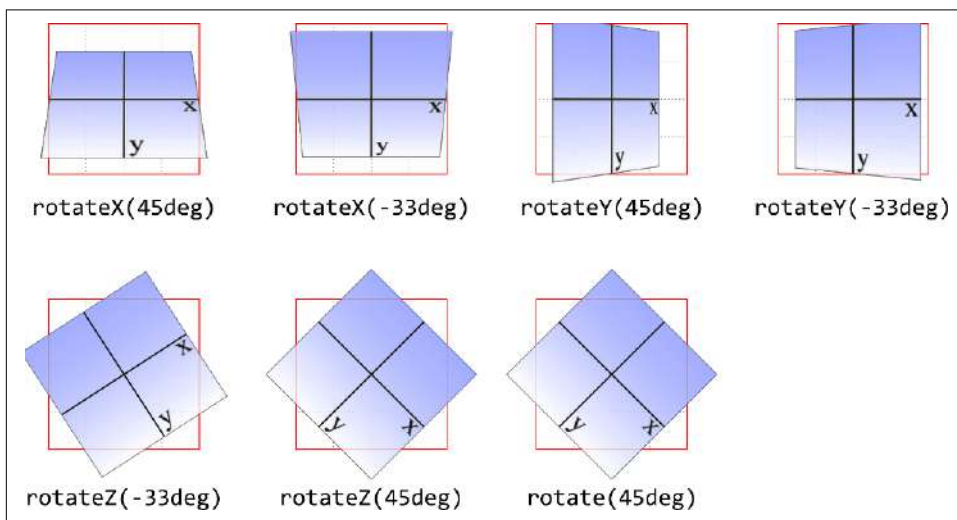 x
y
x
y
x
y
x
y
rotateX(45deg) rotateX(-33deg) rotateY(45deg) rotateY(-33deg)
x
y
y x
y x
rotateZ(-33deg) rotateZ(45deg) rotate(45deg)